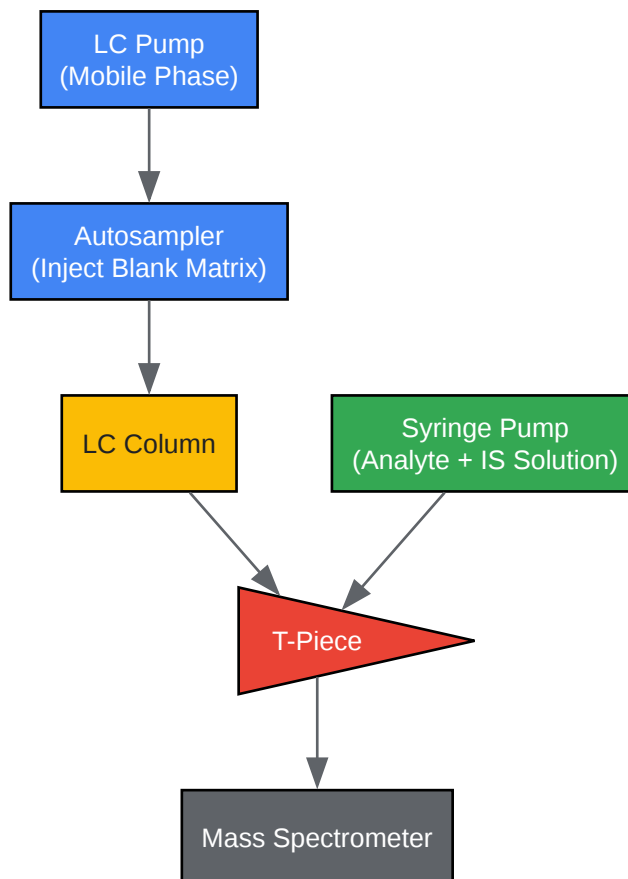 LC Pump
(Mobile Phase)
Autosampler
(Inject Blank Matrix)
LC Column
Syringe Pump
(Analyte + IS Solution)
T-Piece
Mass Spectrometer